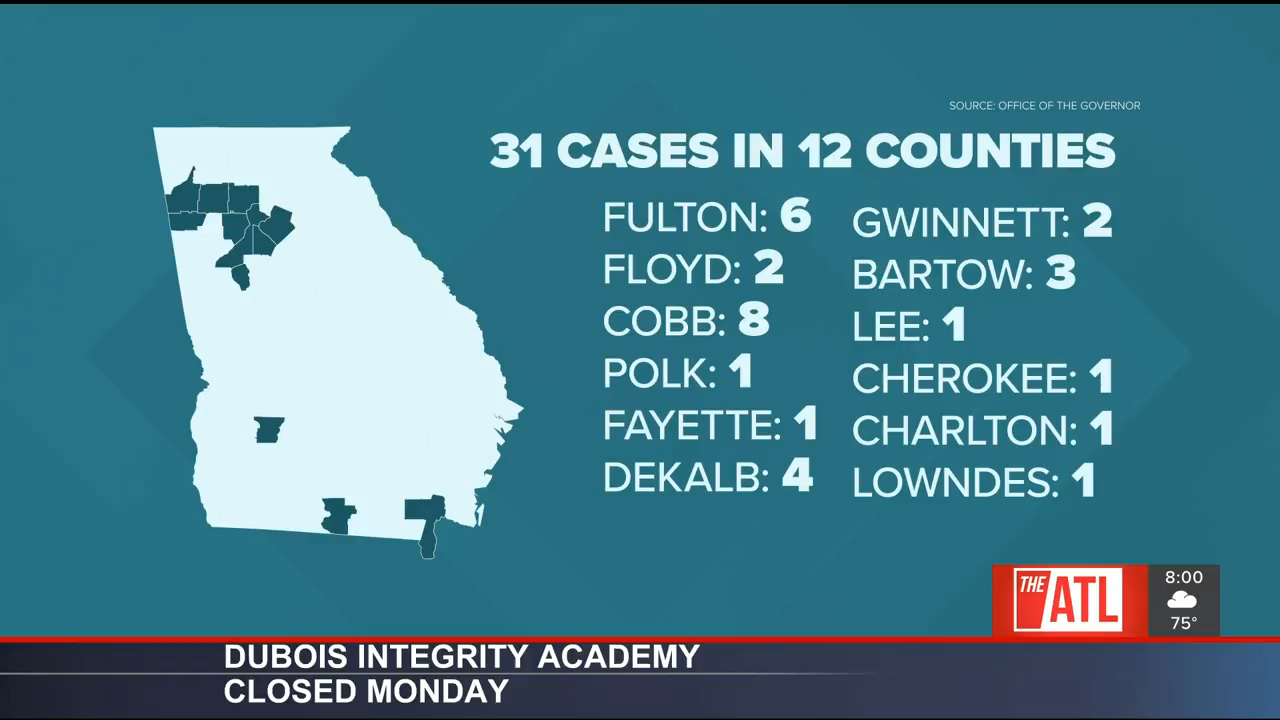 SOURCE: OFFICE OF THE GOVERNOR
31 CASES IN 12 COUNTIES
FULTON: 6
FLOYD: 2
COBB: 8
POLK: 1
FAYETTE: 1
DEKALB: 4
GWINNETT: 2
BARTOW: 3
LEE: 1
CHEROKEE: 1
CHARLTON: 1
LOWNDES: 1
THE ATL
8:00
75°
DUBOIS INTEGRITY ACADEMY
CLOSED MONDAY